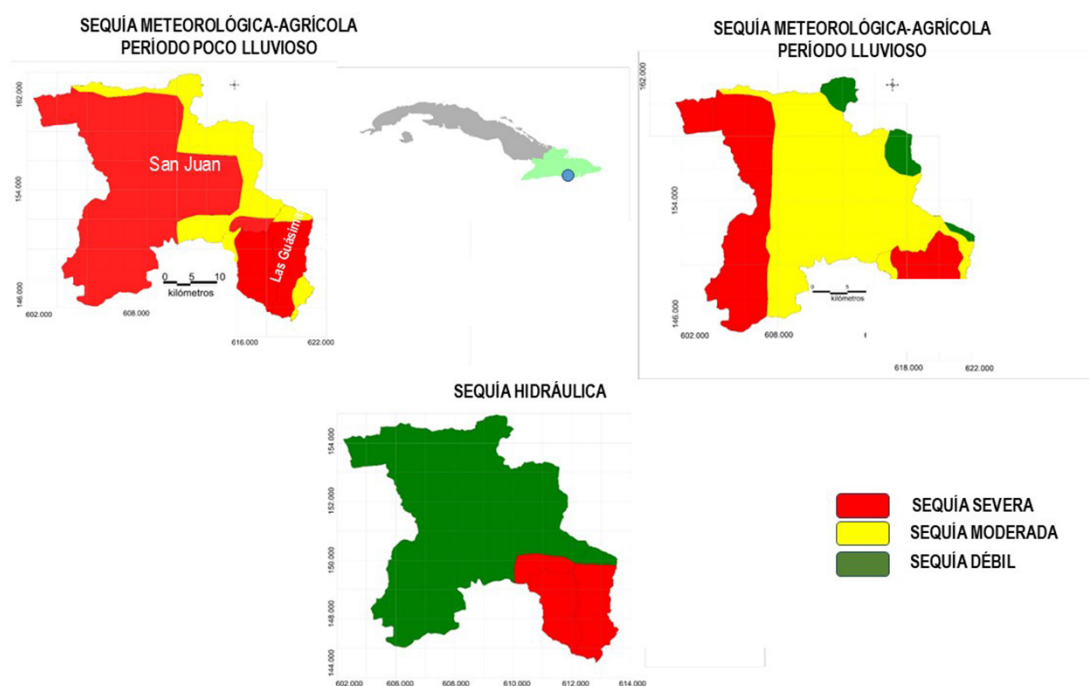 SEQUÍA METEOROLÓGICA-AGRÍCOLA
PERÍODO POCO LLUVIOSO
162.000
154.000
146.000
San Juan
Las Guásimas
0 5 10
kilómetros
602.000
608.000
616.000
622.000
SEQUÍA METEOROLÓGICA-AGRÍCOLA
PERÍODO LLUVIOSO
162.000
154.000
146.000
0 5
kilómetros
602.000
608.000
618.000
622.000
SEQUÍA HIDRÁULICA
154.000
152.000
150.000
148.000
144.000
602.000
606.000
608.000
610.000
612.000
614.000
SEQUÍA SEVERA
SEQUÍA MODERADA
SEQUÍA DÉBIL